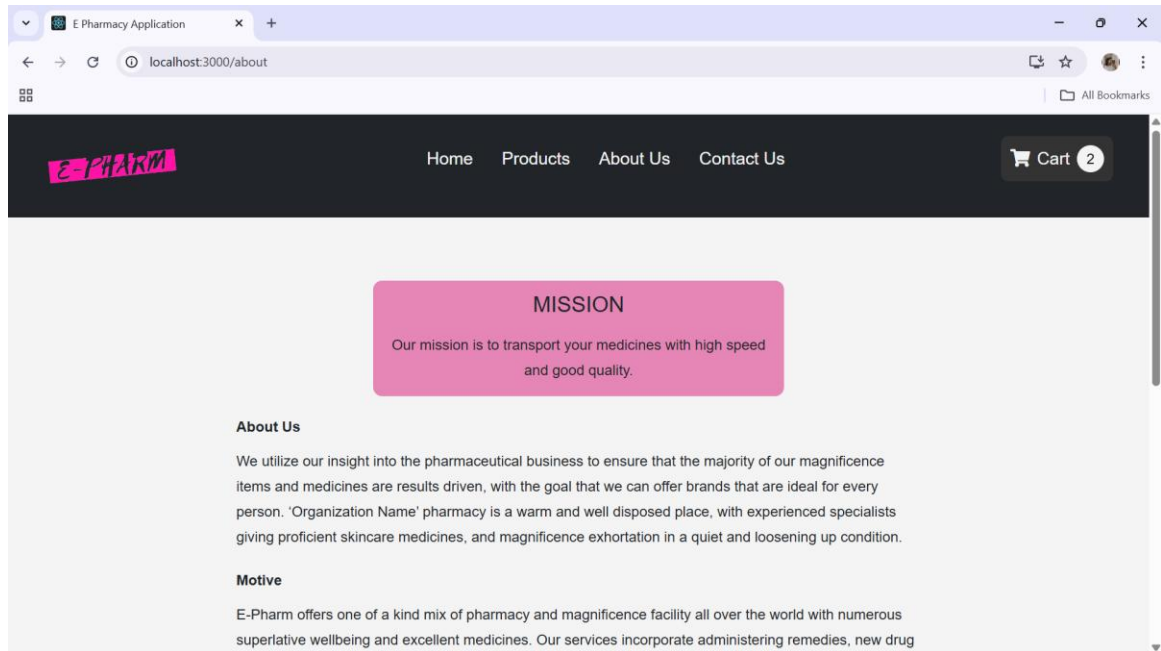 E Pharmacy Application
localhost:3000/about
All Bookmarks
E-PHARM
Home Products About Us Contact Us
Cart 2
MISSION
Our mission is to transport your medicines with high speed
and good quality.
About Us
We utilize our insight into the pharmaceutical business to ensure that the majority of our magnificence
items and medicines are results driven, with the goal that we can offer brands that are ideal for every
person. ‘Organization Name’ pharmacy is a warm and well disposed place, with experienced specialists
giving proficient skincare medicines, and magnificence exhortation in a quiet and loosening up condition.
Motive
E-Pharm offers one of a kind mix of pharmacy and magnificence facility all over the world with numerous
superlative wellbeing and excellent medicines. Our services incorporate administering remedies, new drug